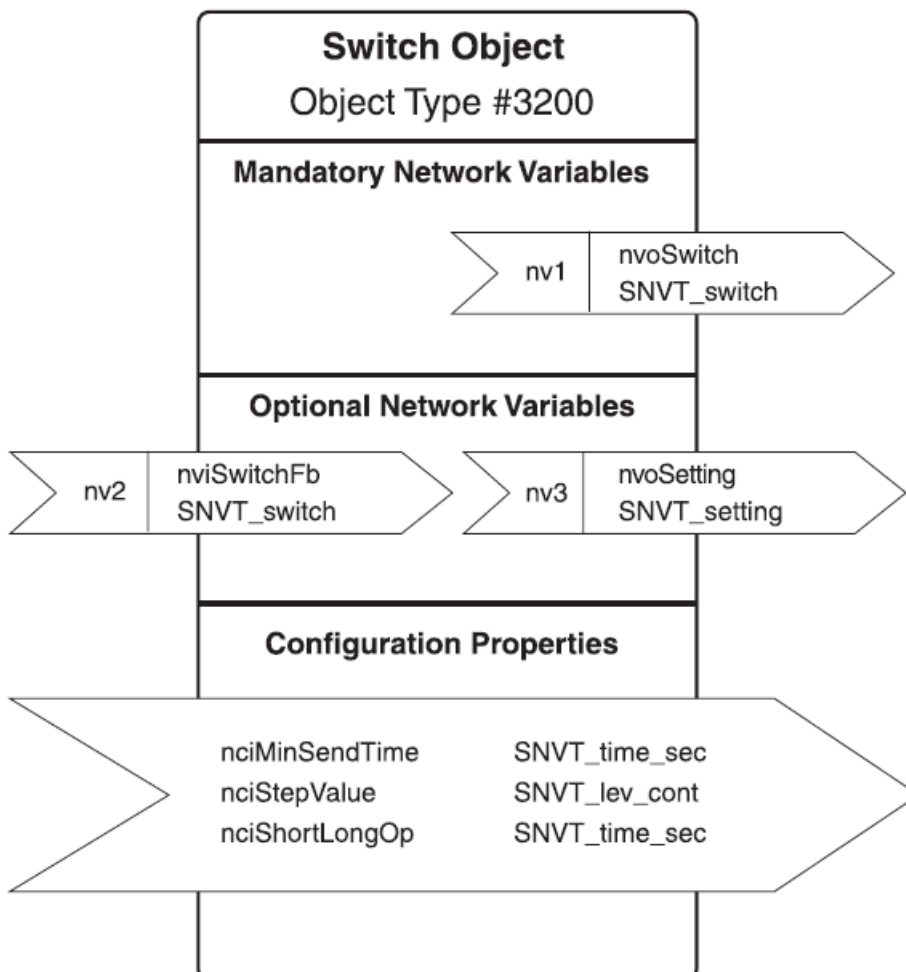 Switch Object
Object Type #3200
Mandatory Network Variables
nv1
nvoSwitch
SNVT_switch
Optional Network Variables
nv2
nviSwitchFb
SNVT_switch
nv3
nvoSetting
SNVT_setting
Configuration Properties
nciMinSendTime SNVT_time_sec
nciStepValue SNVT_lev_cont
nciShortLongOp SNVT_time_sec